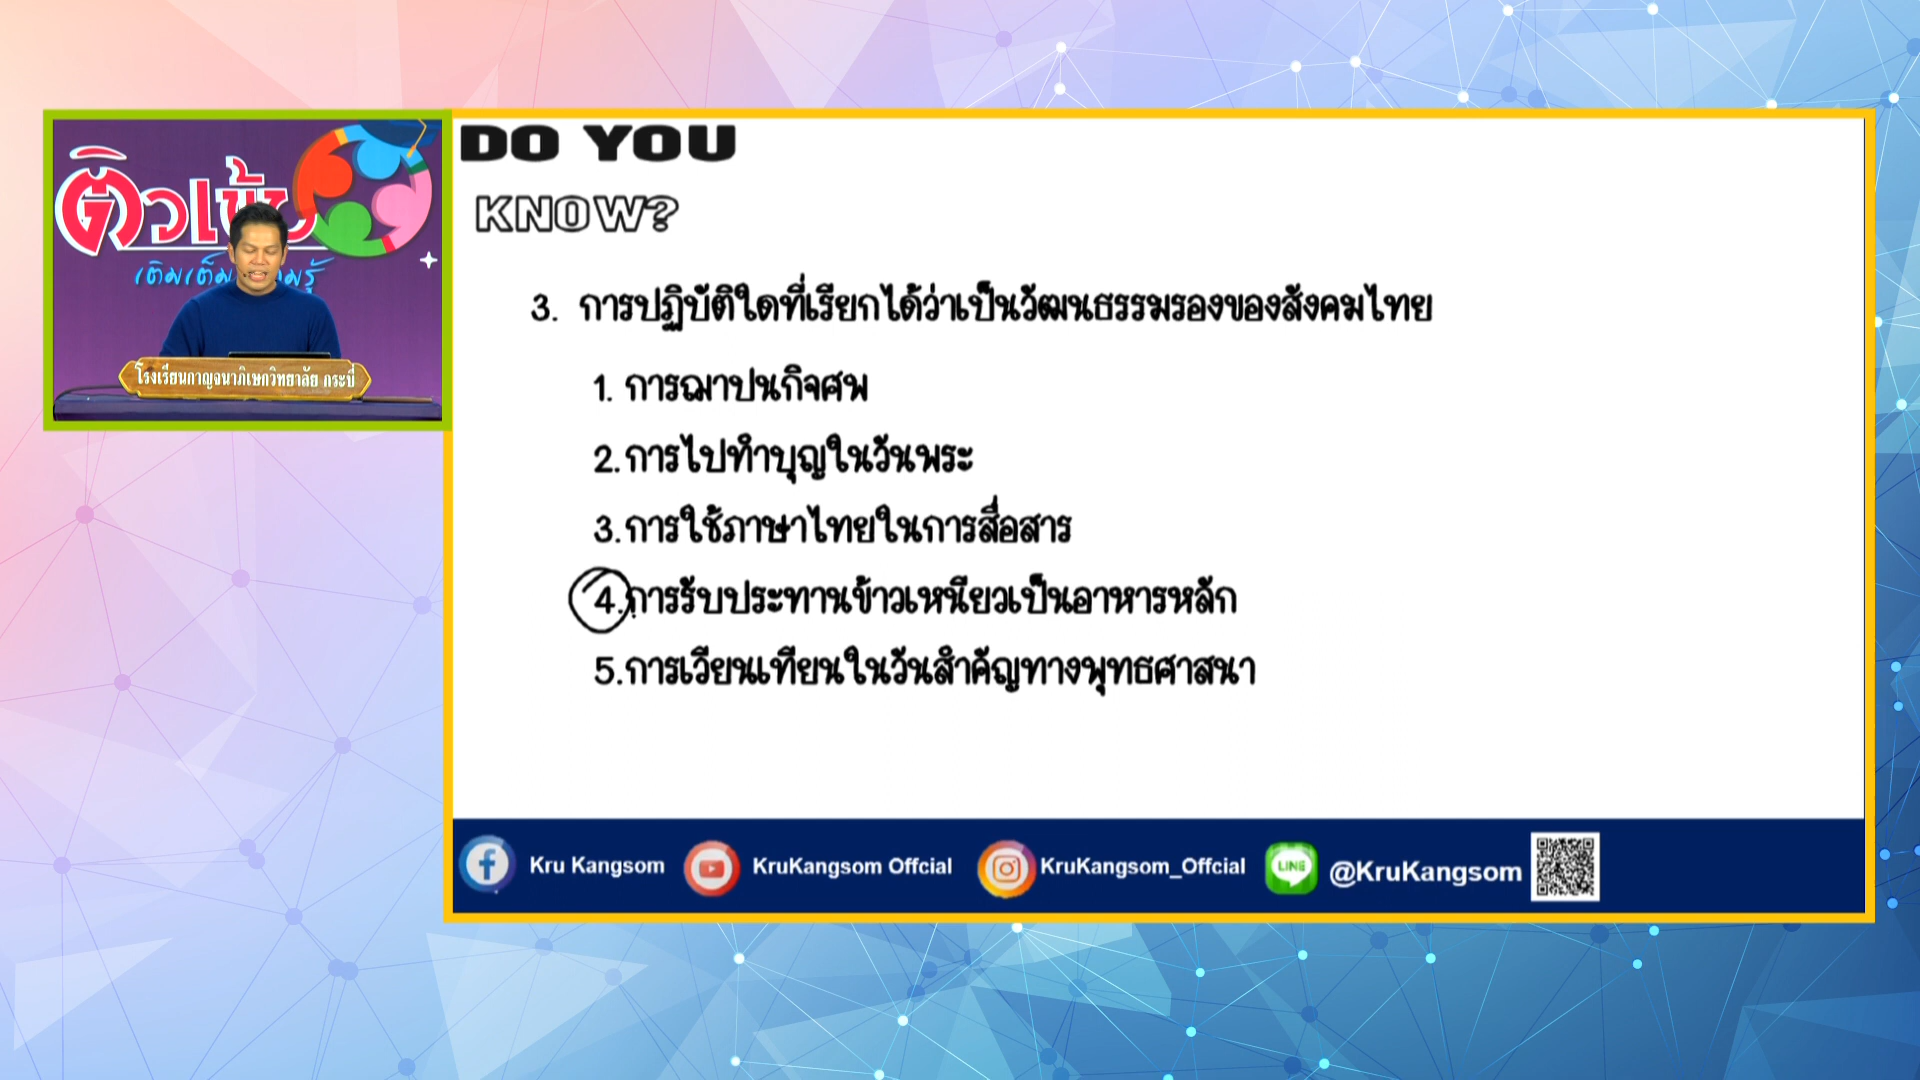 ติวเข้ม
เติมเต็มความรู้
โรงเรียนกาญจนาภิเษกวิทยาลัย กระบี่
DO YOU
KNOW?
3. การปฏิบัติใดที่เรียกได้ว่าเป็นวัฒนธรรมรองของสังคมไทย
1. การฌาปนกิจศพ
2. การไปทำบุญในวันพระ
3. การใช้ภาษาไทยในการสื่อสาร
4. การรับประทานข้าวเหนียวเป็นอาหารหลัก
5. การเวียนเทียนในวันสำคัญทางพุทธศาสนา
Kru Kangsom KruKangsom Offcial KruKangsom_Offcial LINE @KruKangsom